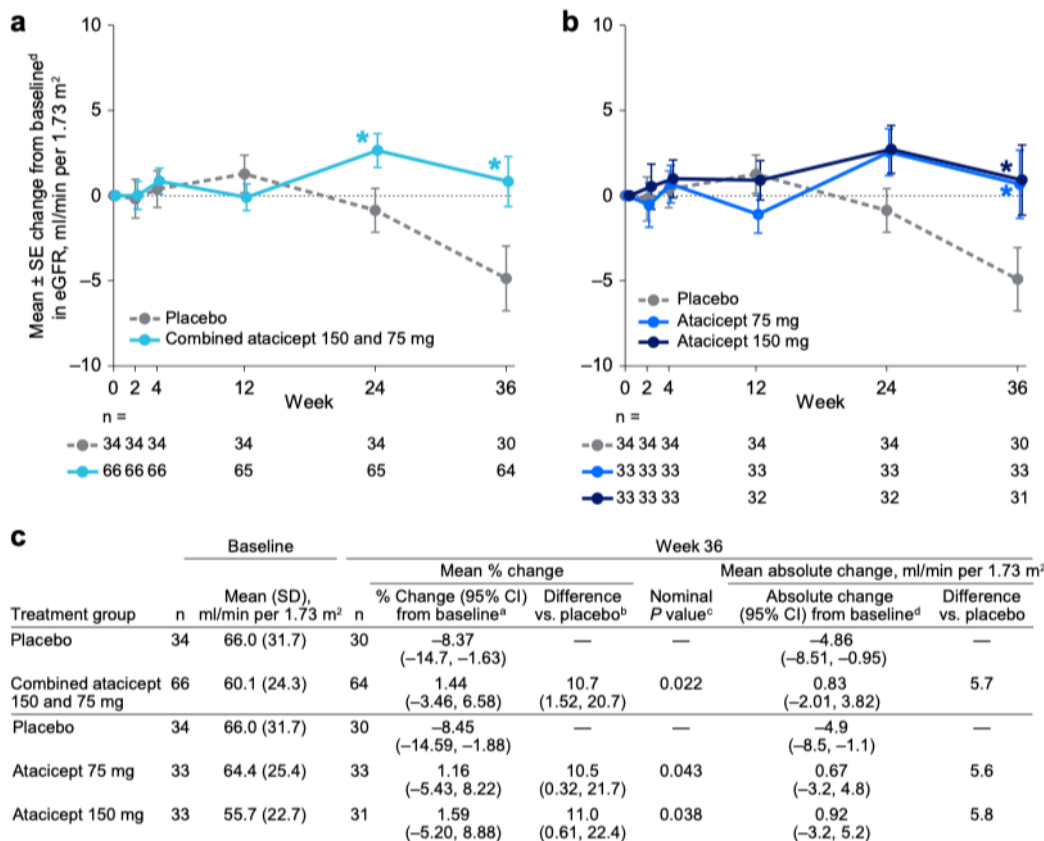 a
Mean ± SE change from baselineᵈ
in eGFR, ml/min per 1.73 m²
10
5
0
–5
–10
*
*
Placebo
Combined atacicept 150 and 75 mg
0 2 4 12 24 36
Week
n =
34 34 34 34 34 30
66 66 66 65 65 64
b
10
5
0
–5
–10
*
*
Placebo
Atacicept 75 mg
Atacicept 150 mg
0 2 4 12 24 36
Week
n =
34 34 34 34 34 30
33 33 33 33 33 33
33 33 33 32 32 31
c
Baseline Week 36
Mean % change Mean absolute change, ml/min per 1.73 m²
Mean (SD), % Change (95% CI) Difference Nominal Absolute change Difference
Treatment group n ml/min per 1.73 m² n from baselineᵃ vs. placeboᵇ P valueᶜ (95% CI) from baselineᵈ vs. placebo
Placebo 34 66.0 (31.7) 30 –8.37 — — –4.86 —
(–14.7, –1.63) (–8.51, –0.95)
Combined atacicept 66 60.1 (24.3) 64 1.44 10.7 0.022 0.83 5.7
150 and 75 mg (–3.46, 6.58) (1.52, 20.7) (–2.01, 3.82)
Placebo 34 66.0 (31.7) 30 –8.45 — — –4.9 —
(–14.59, –1.88) (–8.5, –1.1)
Atacicept 75 mg 33 64.4 (25.4) 33 1.16 10.5 0.043 0.67 5.6
(–5.43, 8.22) (0.32, 21.7) (–3.2, 4.8)
Atacicept 150 mg 33 55.7 (22.7) 31 1.59 11.0 0.038 0.92 5.8
(–5.20, 8.88) (0.61, 22.4) (–3.2, 5.2)